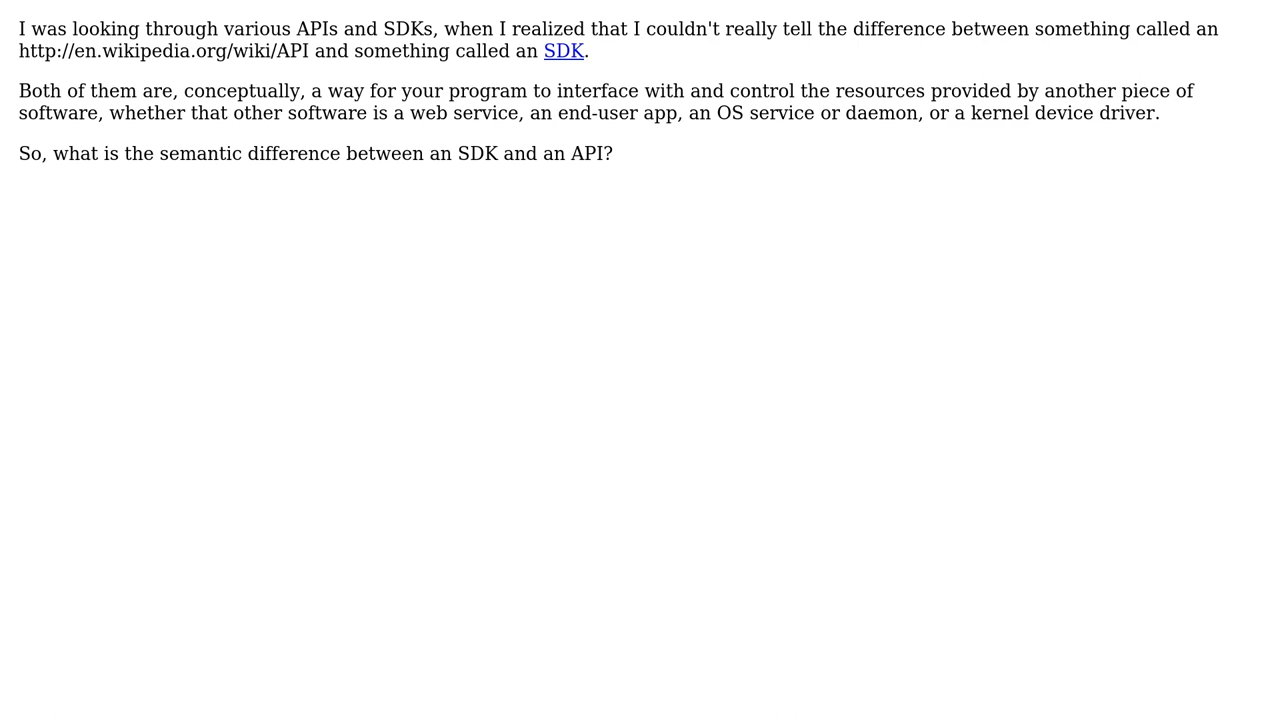 I was looking through various APIs and SDKs, when I realized that I couldn't really tell the difference between something called an
http://en.wikipedia.org/wiki/API and something called an SDK.
Both of them are, conceptually, a way for your program to interface with and control the resources provided by another piece of
software, whether that other software is a web service, an end-user app, an OS service or daemon, or a kernel device driver.
So, what is the semantic difference between an SDK and an API?